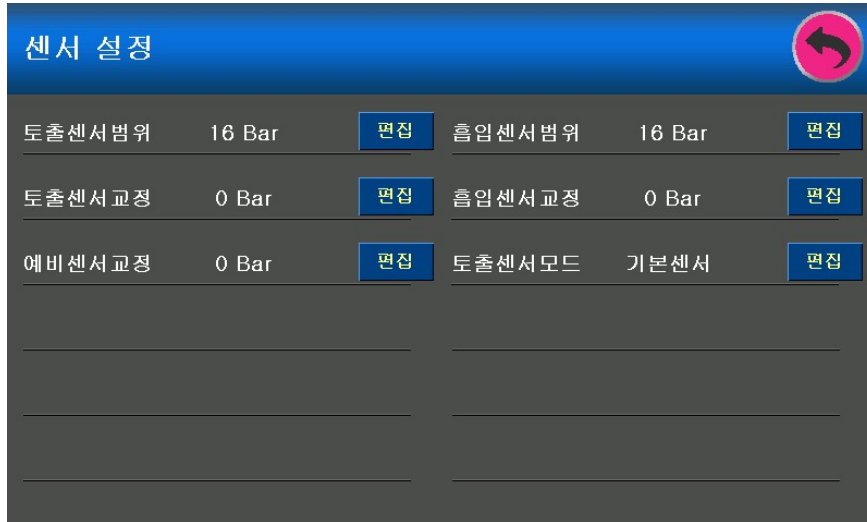 센서 설정
토출센서범위 16 Bar 편집 흡입센서범위 16 Bar 편집
토출센서교정 0 Bar 편집 흡입센서교정 0 Bar 편집
예비센서교정 0 Bar 편집 토출센서모드 기본센서 편집